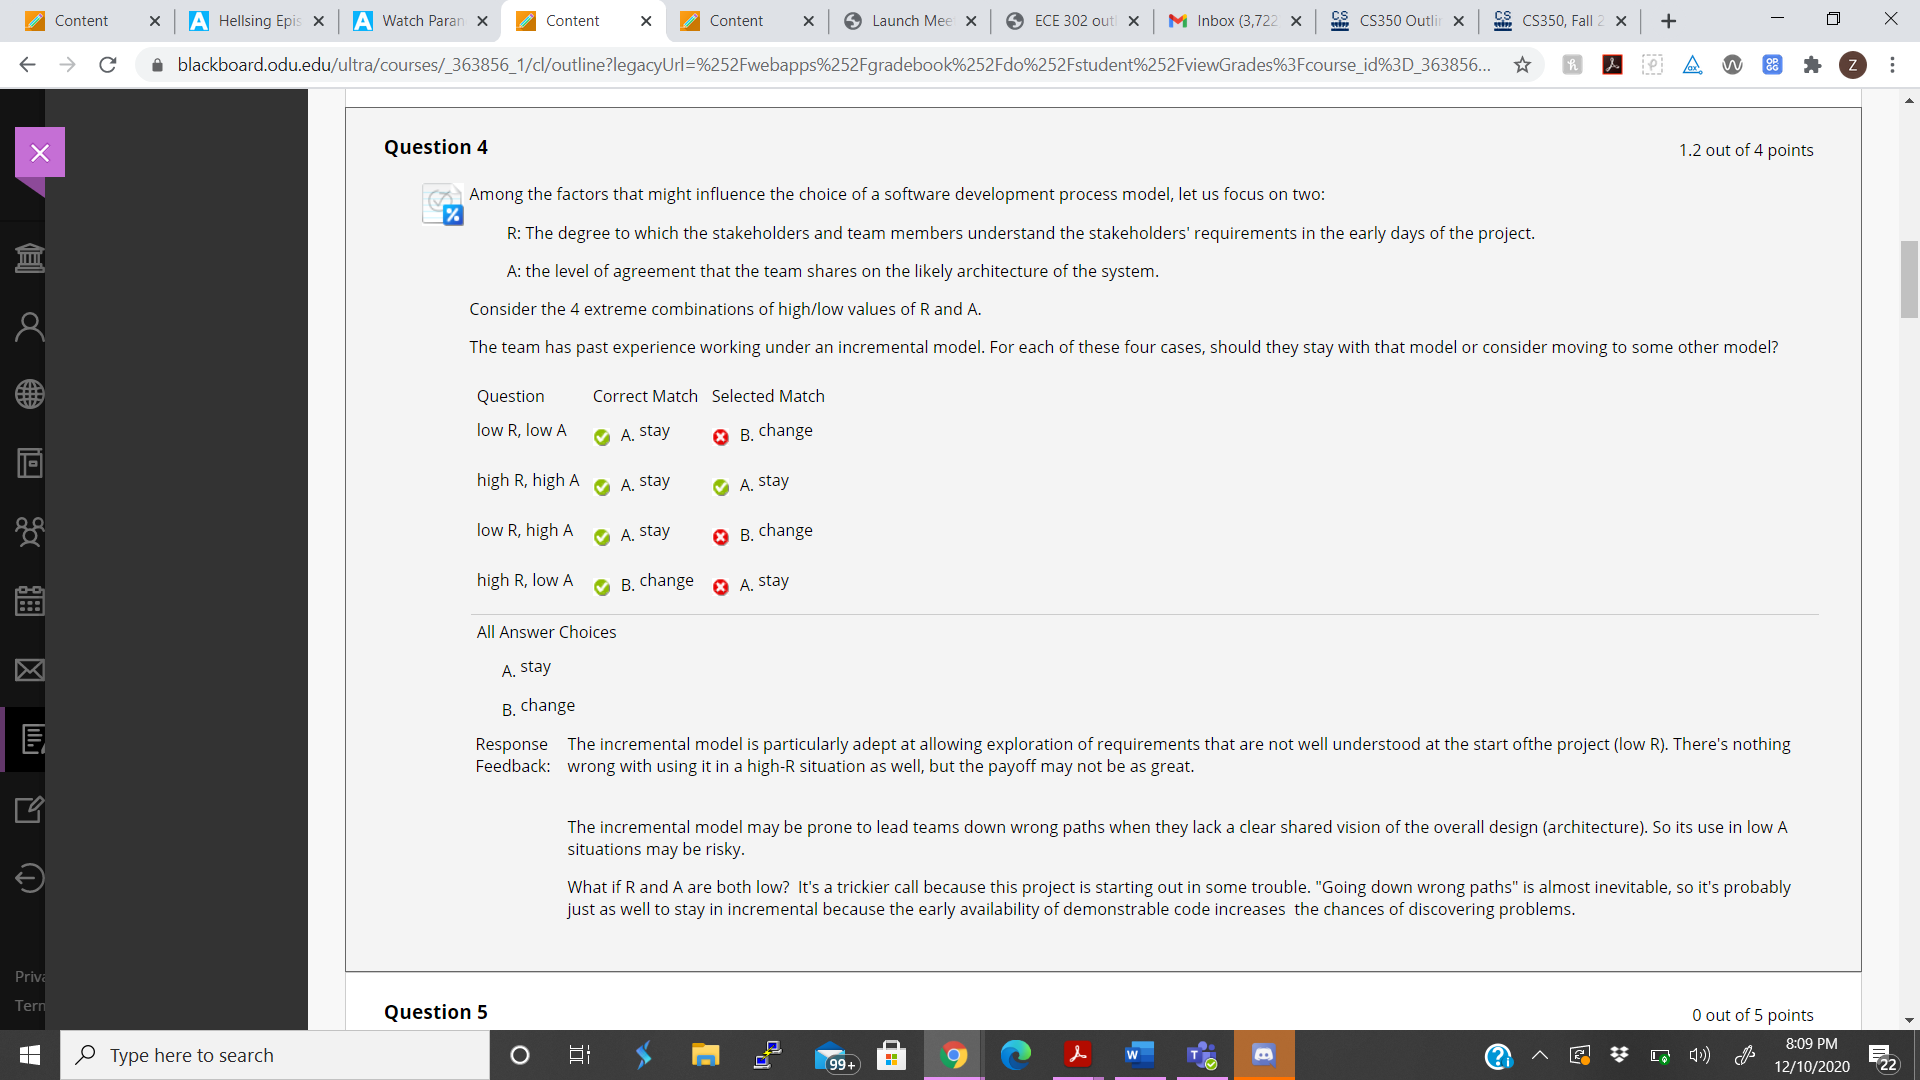 Content
Hellsing Epis
Watch Paran
Content
Content
Launch Mee
ECE 302 outl
Inbox (3,722
CS350 Outlin
CS350, Fall 2
blackboard.odu.edu/ultra/courses/_363856_1/cl/outline?legacyUrl=%252Fwebapps%252Fgradebook%252Fdo%252Fstudent%252FviewGrades%3Fcourse_id%3D_363856...
Z
Question 4
1.2 out of 4 points
Among the factors that might influence the choice of a software development process model, let us focus on two:
R: The degree to which the stakeholders and team members understand the stakeholders' requirements in the early days of the project.
A: the level of agreement that the team shares on the likely architecture of the system.
Consider the 4 extreme combinations of high/low values of R and A.
The team has past experience working under an incremental model. For each of these four cases, should they stay with that model or consider moving to some other model?
Question Correct Match Selected Match
low R, low A A. stay B. change
high R, high A A. stay A. stay
low R, high A A. stay B. change
high R, low A B. change A. stay
All Answer Choices
A. stay
B. change
Response Feedback:
The incremental model is particularly adept at allowing exploration of requirements that are not well understood at the start ofthe project (low R). There's nothing
wrong with using it in a high-R situation as well, but the payoff may not be as great.
The incremental model may be prone to lead teams down wrong paths when they lack a clear shared vision of the overall design (architecture). So its use in low A
situations may be risky.
What if R and A are both low? It's a trickier call because this project is starting out in some trouble. "Going down wrong paths" is almost inevitable, so it's probably
just as well to stay in incremental because the early availability of demonstrable code increases the chances of discovering problems.
Priva
Term
Question 5
0 out of 5 points
Type here to search
99+
8:09 PM
12/10/2020
22